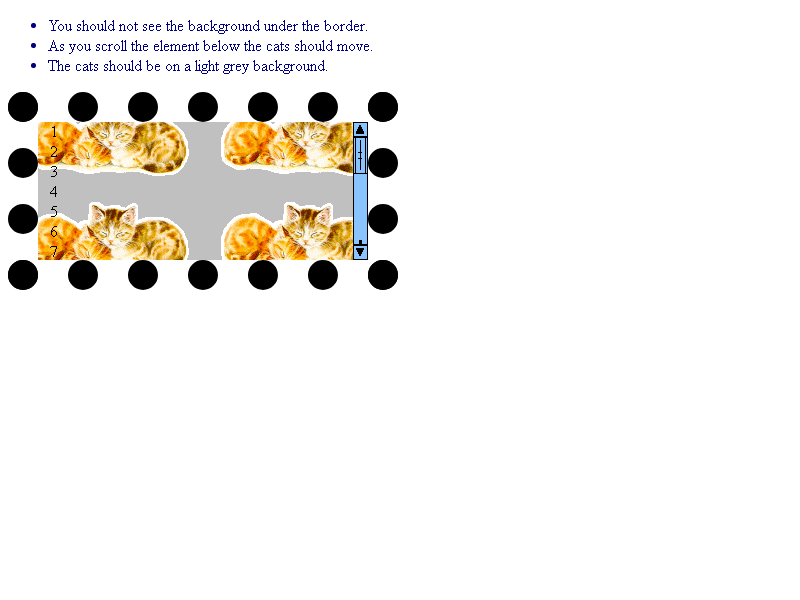 You should not see the background under the border.
As you scroll the element below the cats should move.
The cats should be on a light grey background.
1
2
3
4
5
6
7